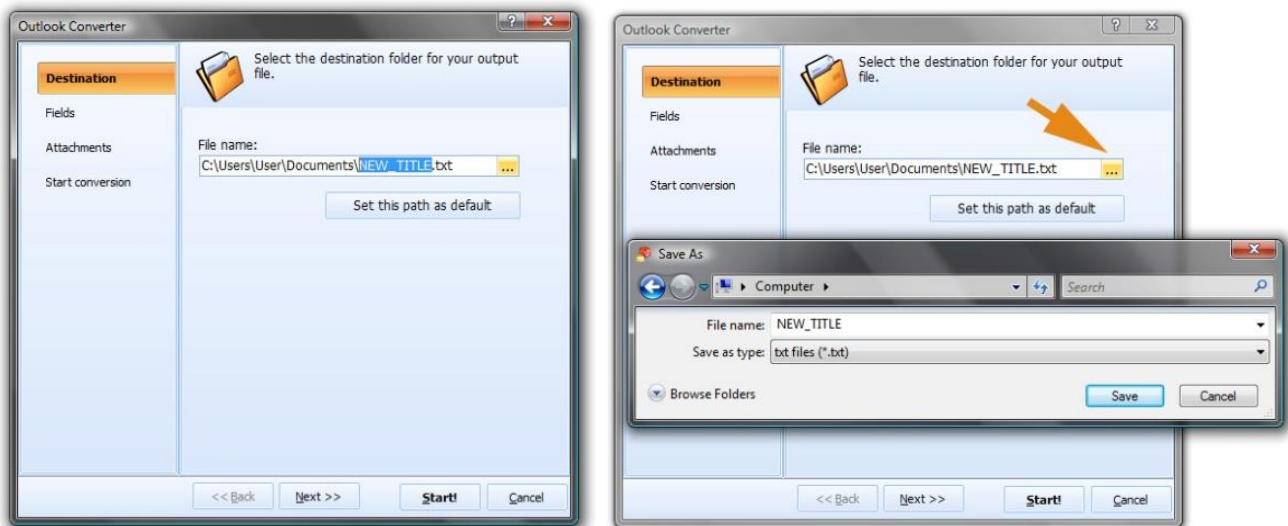 Outlook Converter
Select the destination folder for your output
file.
Destination
Fields
Attachments
Start conversion
File name:
C:\Users\User\Documents\NEW_TITLE.txt
...
Set this path as default
<< Back
Next >>
Start!
Cancel
Outlook Converter
Select the destination folder for your output
file.
Destination
Fields
Attachments
Start conversion
File name:
C:\Users\User\Documents\NEW_TITLE.txt
...
Set this path as default
Save As
Computer
Search
File name: NEW_TITLE
Save as type: txt files (*.txt)
Browse Folders
Save
Cancel
<< Back
Next >>
Start!
Cancel